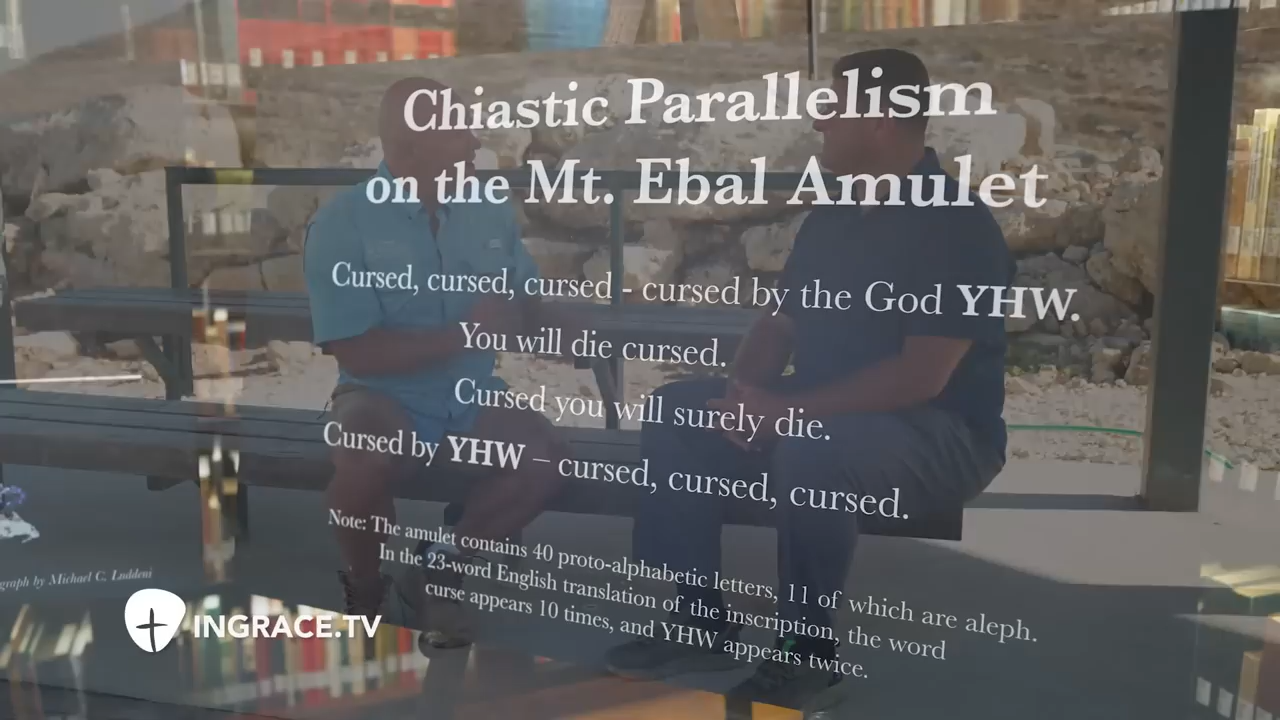 Chiastic Parallelism
on the Mt. Ebal Amulet
Cursed, cursed, cursed - cursed by the God YHW.
You will die cursed.
Cursed you will surely die.
Cursed by YHW – cursed, cursed, cursed.
Note: The amulet contains 40 proto-alphabetic letters, 11 of which are aleph.
In the 23-word English translation of the inscription, the word
curse appears 10 times, and YHW appears twice.
graph by Michael C. Luddeni
INGRACE.TV